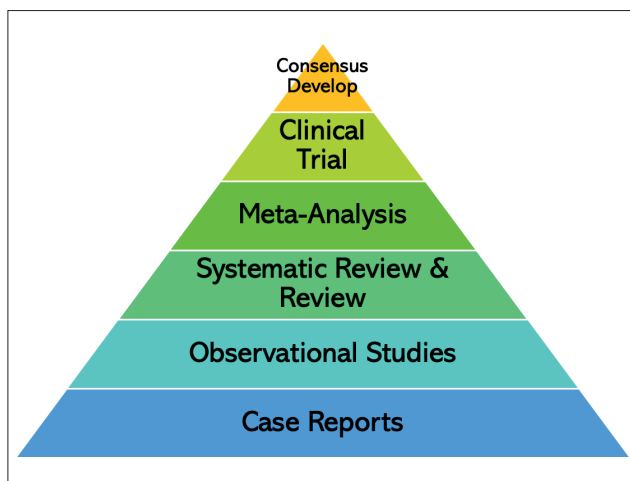 Consensus
Develop
Clinical
Trial
Meta-Analysis
Systematic Review &
Review
Observational Studies
Case Reports